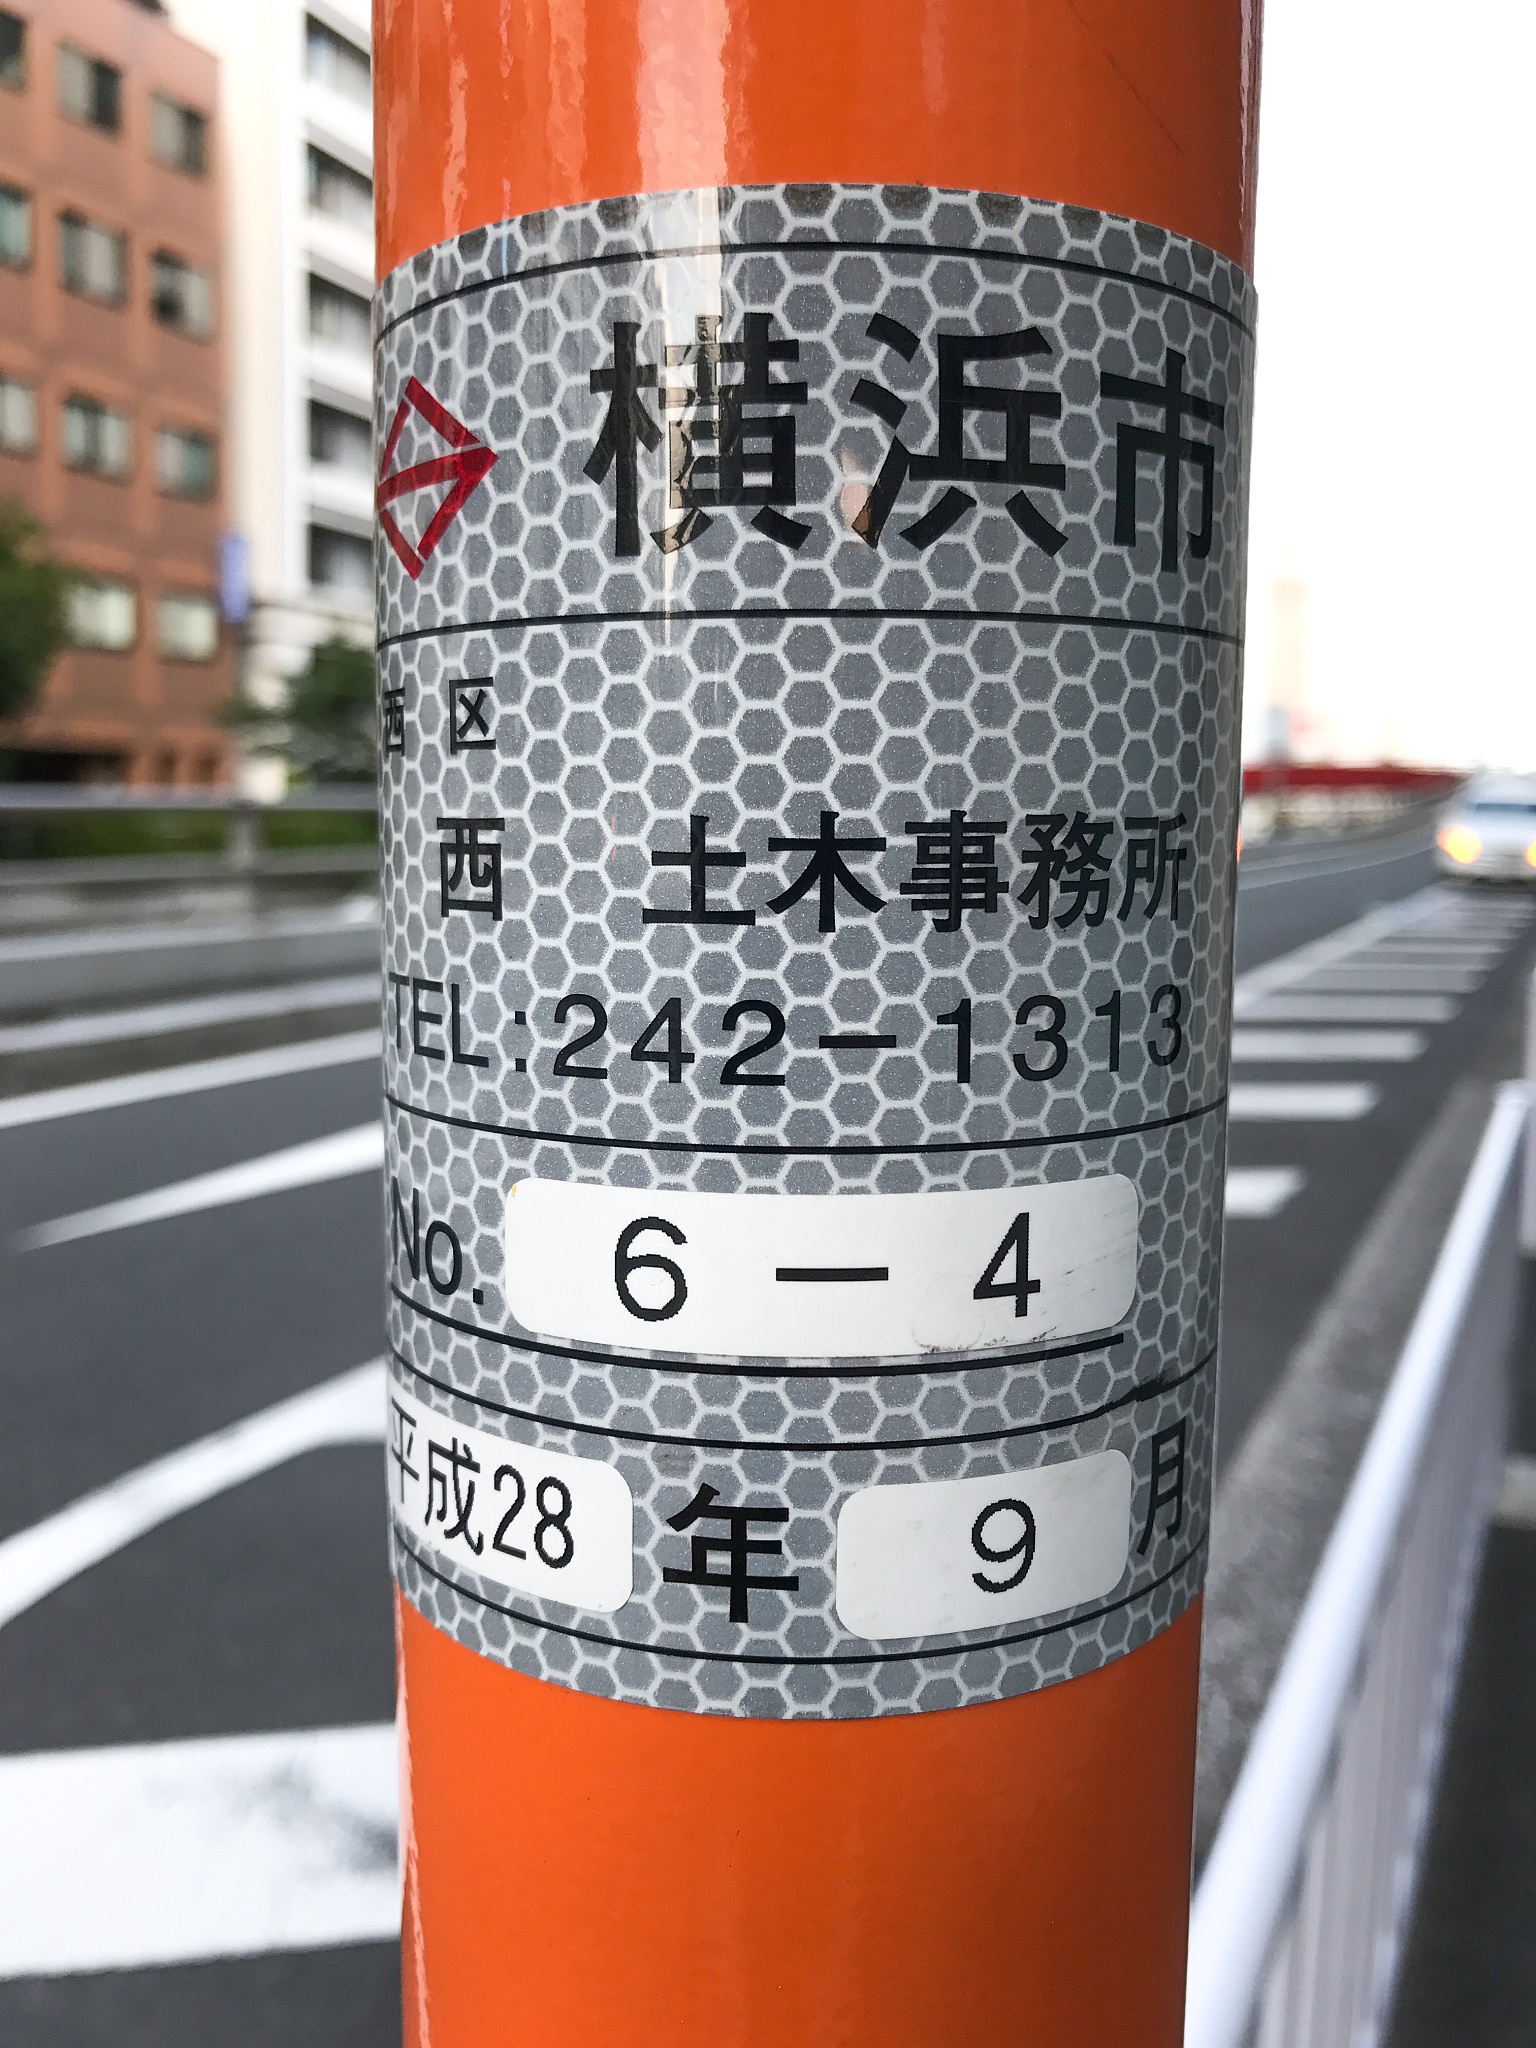 横浜市
西 区
西 土木事務所
TEL:242-1313
No. 6-4
平成28年9月